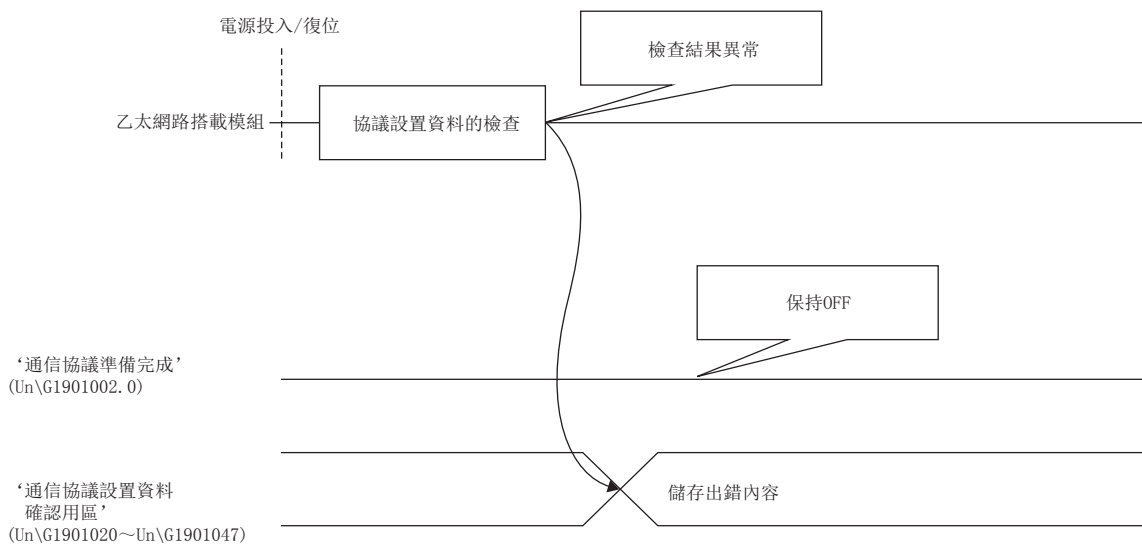 電源投入/復位
檢查結果異常
乙太網路搭載模組
協議設置資料的檢查
保持OFF
‘通信協議準備完成’
(Un\G1901002.0)
‘通信協議設置資料
確認用區’
(Un\G1901020～Un\G1901047)
儲存出錯內容